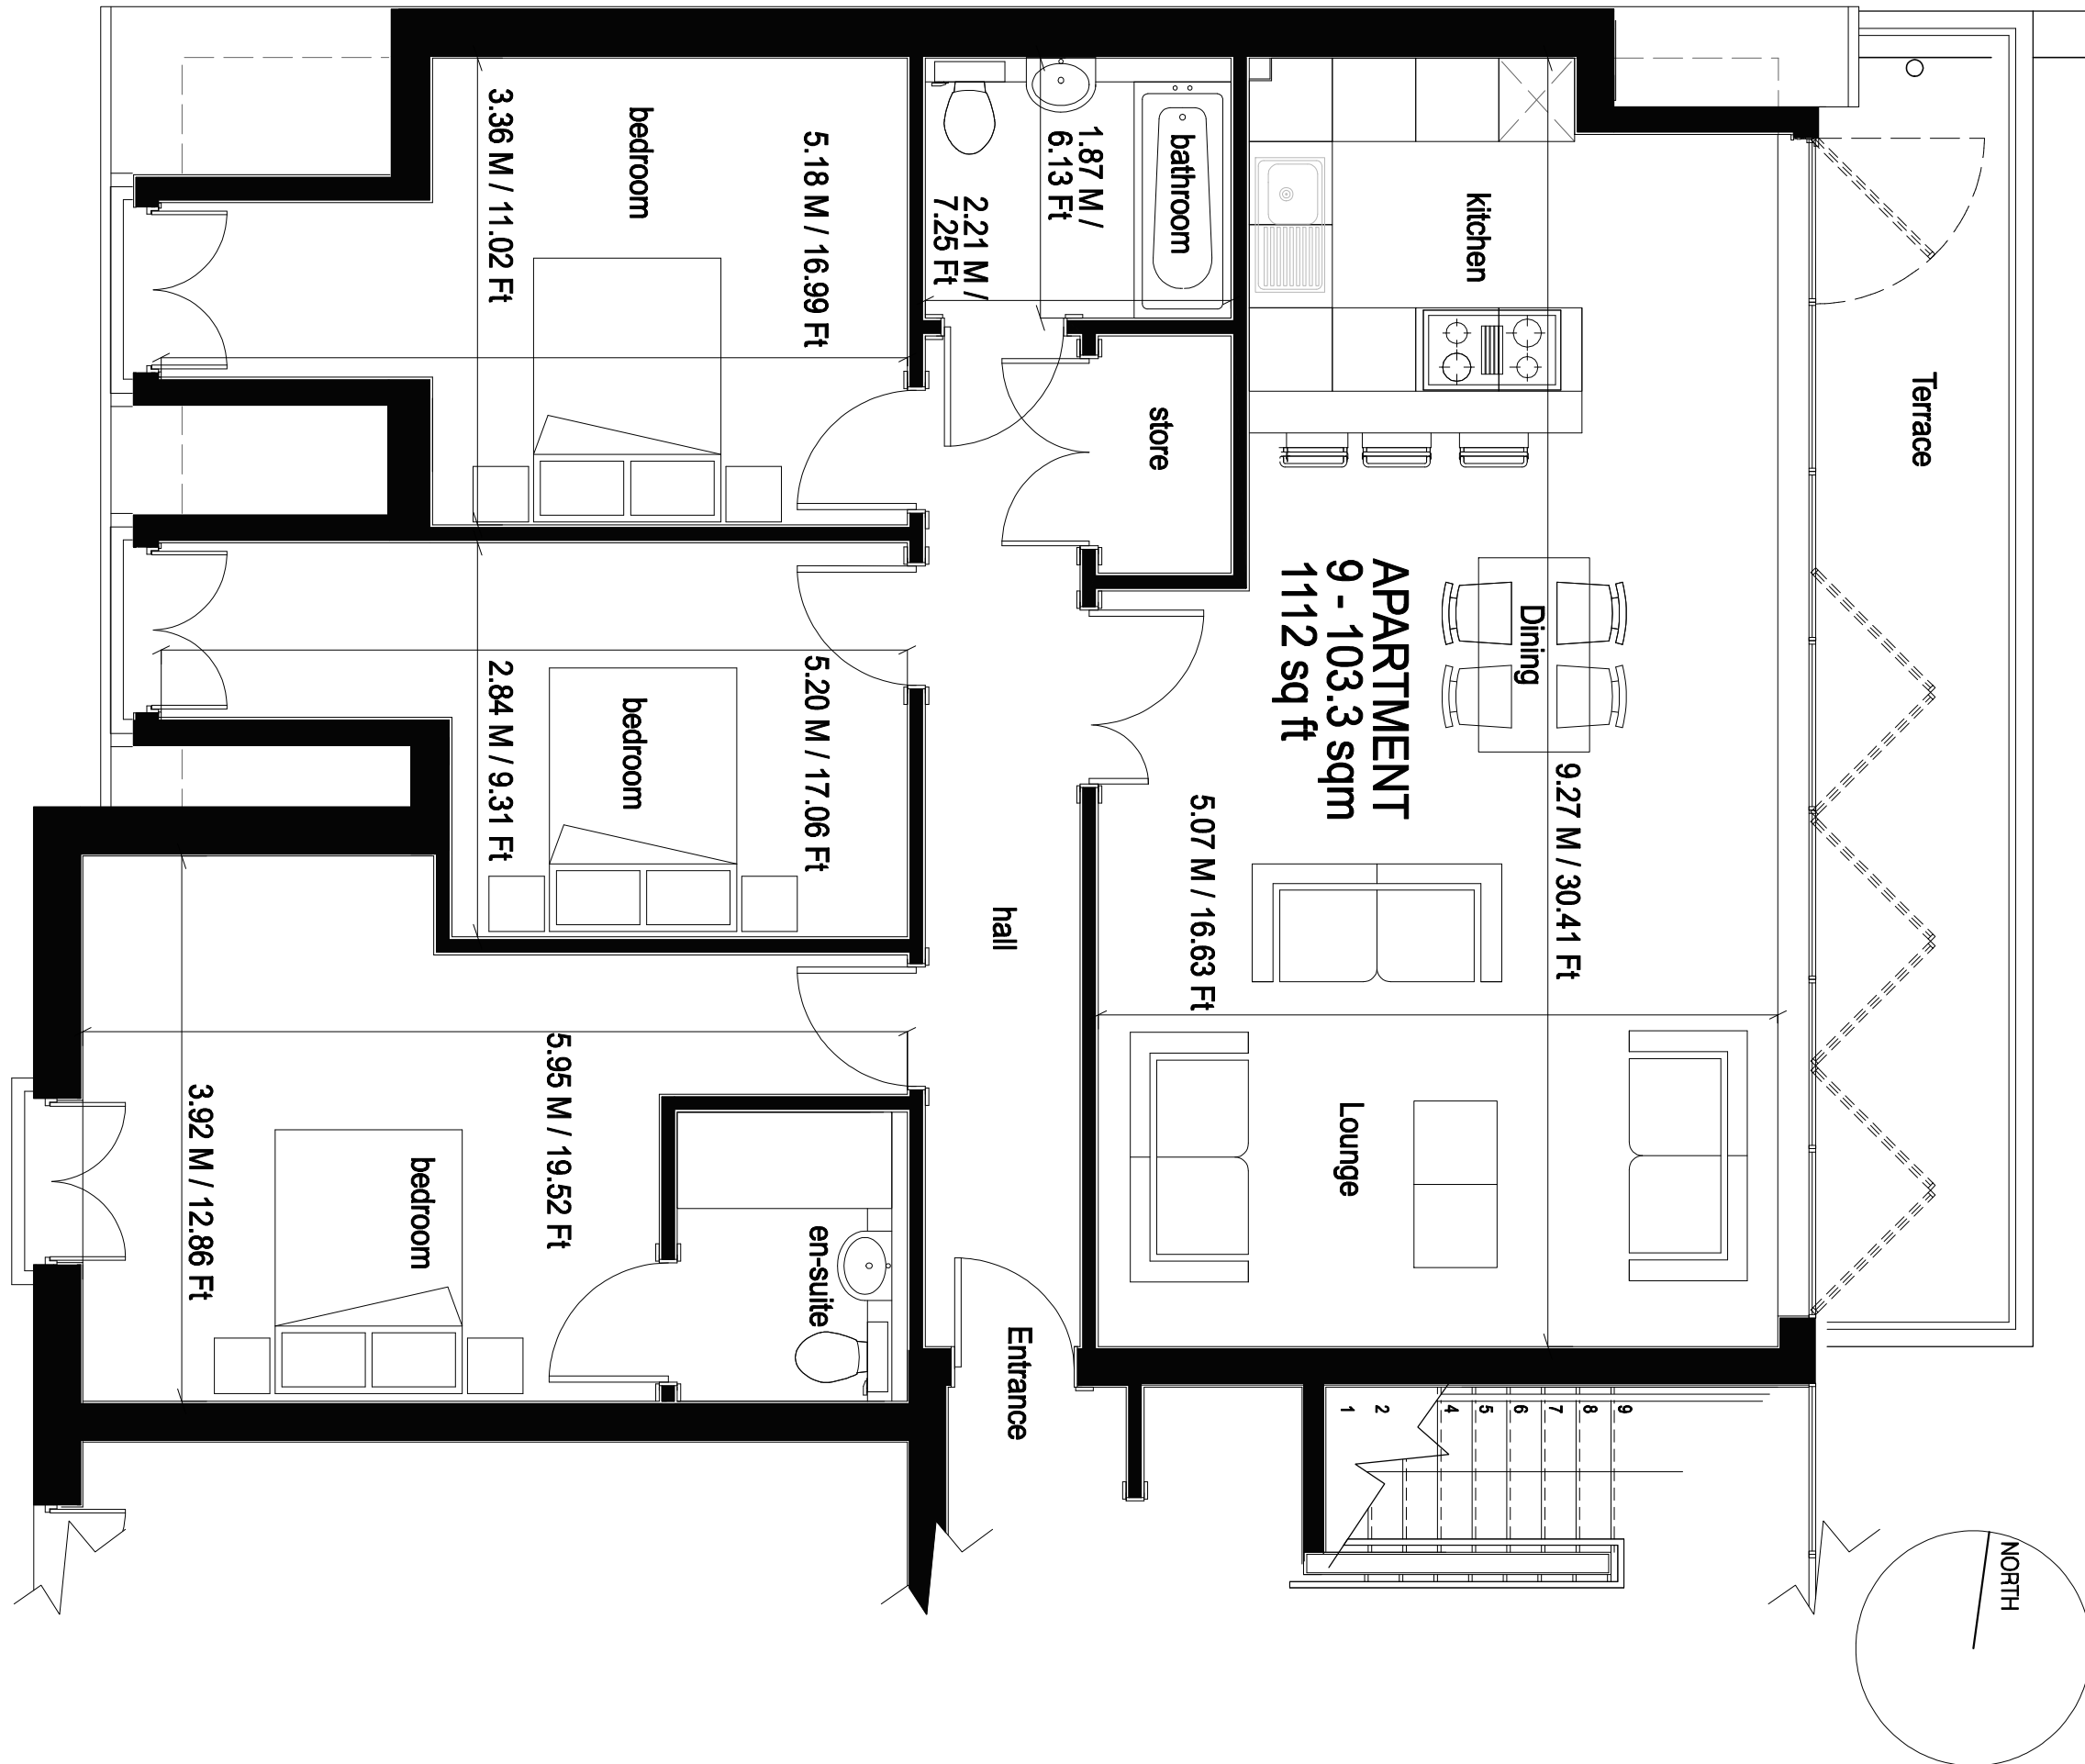 Terrace
NORTH
kitchen
Dining
9.27 M / 30.41 Ft
Lounge
APARTMENT
9 - 103.3 sqm
1112 sq ft
5.07 M / 16.63 Ft
1
2
4
5
6
7
8
9
bathroom
1.87 M /
6.13 Ft
2.21 M /
7.25 Ft
store
hall
Entrance
5.18 M / 16.99 Ft
bedroom
3.36 M / 11.02 Ft
5.20 M / 17.06 Ft
bedroom
2.84 M / 9.31 Ft
en-suite
5.95 M / 19.52 Ft
bedroom
3.92 M / 12.86 Ft